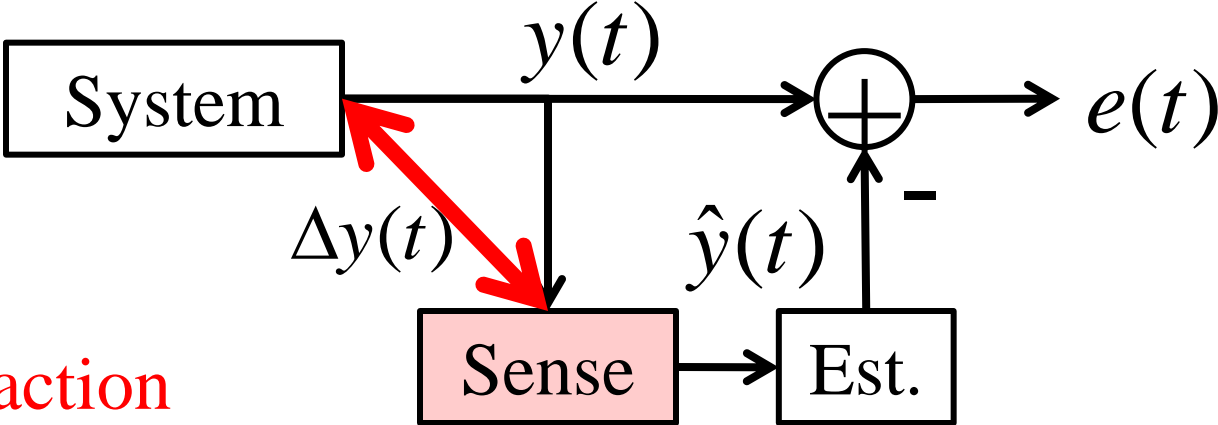 y(t)
System
e(t)
Δy(t)
ŷ(t)
-
Sense
Est.
action